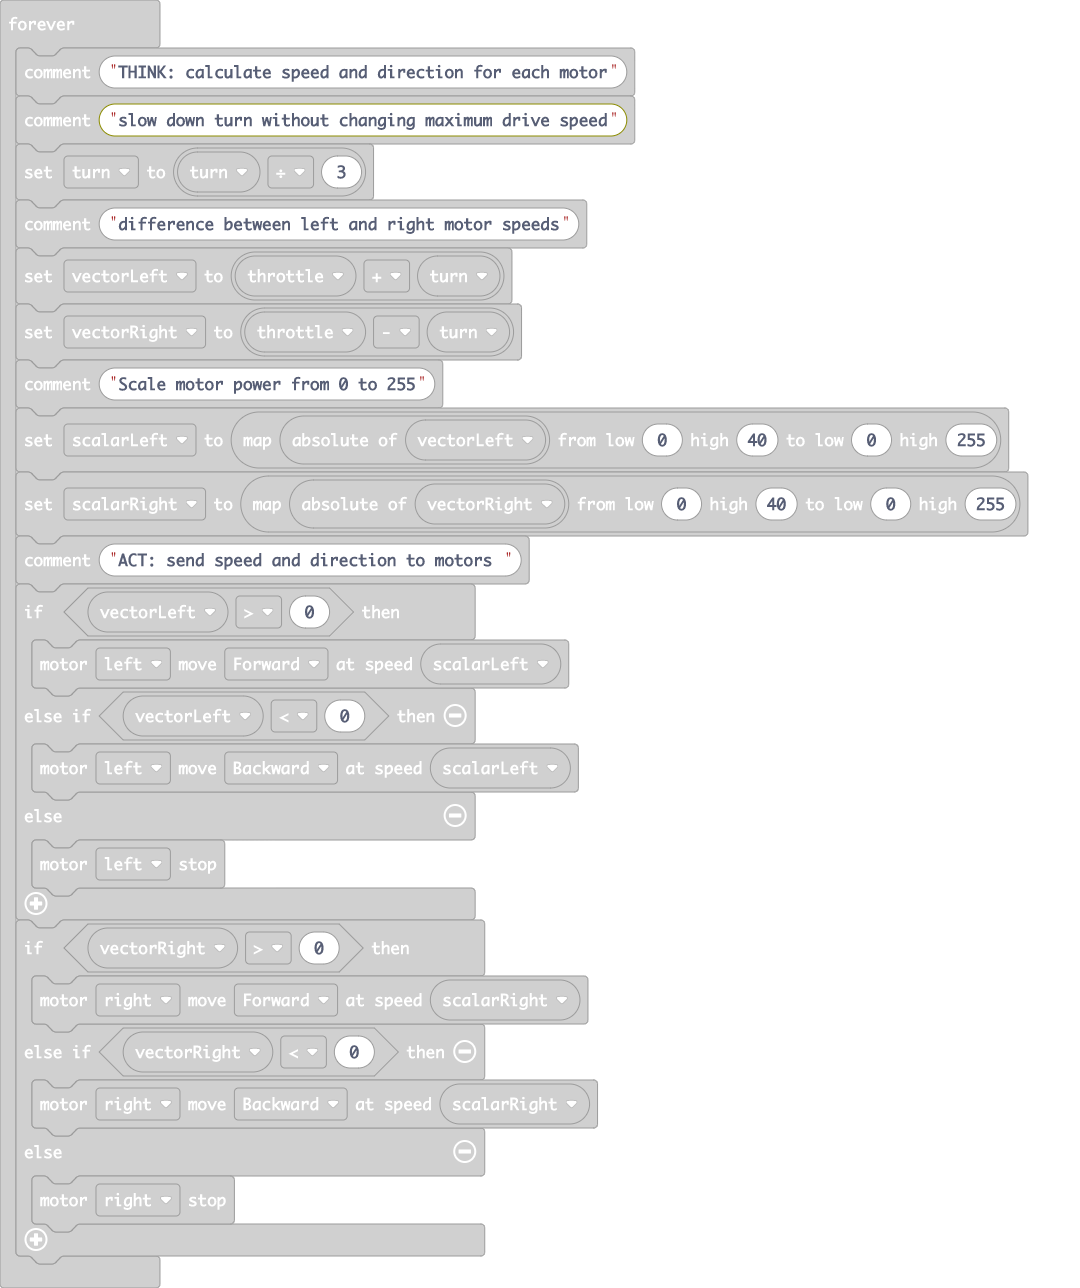 forever
comment "THINK: calculate speed and direction for each motor"
comment "slow down turn without changing maximum drive speed"
set turn to turn ÷ 3
comment "difference between left and right motor speeds"
set vectorLeft to throttle + turn
set vectorRight to throttle - turn
comment "Scale motor power from 0 to 255"
set scalarLeft to map absolute of vectorLeft from low 0 high 40 to low 0 high 255
set scalarRight to map absolute of vectorRight from low 0 high 40 to low 0 high 255
comment "ACT: send speed and direction to motors "
if vectorLeft > 0 then
motor left move Forward at speed scalarLeft
else if vectorLeft < 0 then
motor left move Backward at speed scalarLeft
else
motor left stop
if vectorRight > 0 then
motor right move Forward at speed scalarRight
else if vectorRight < 0 then
motor right move Backward at speed scalarRight
else
motor right stop